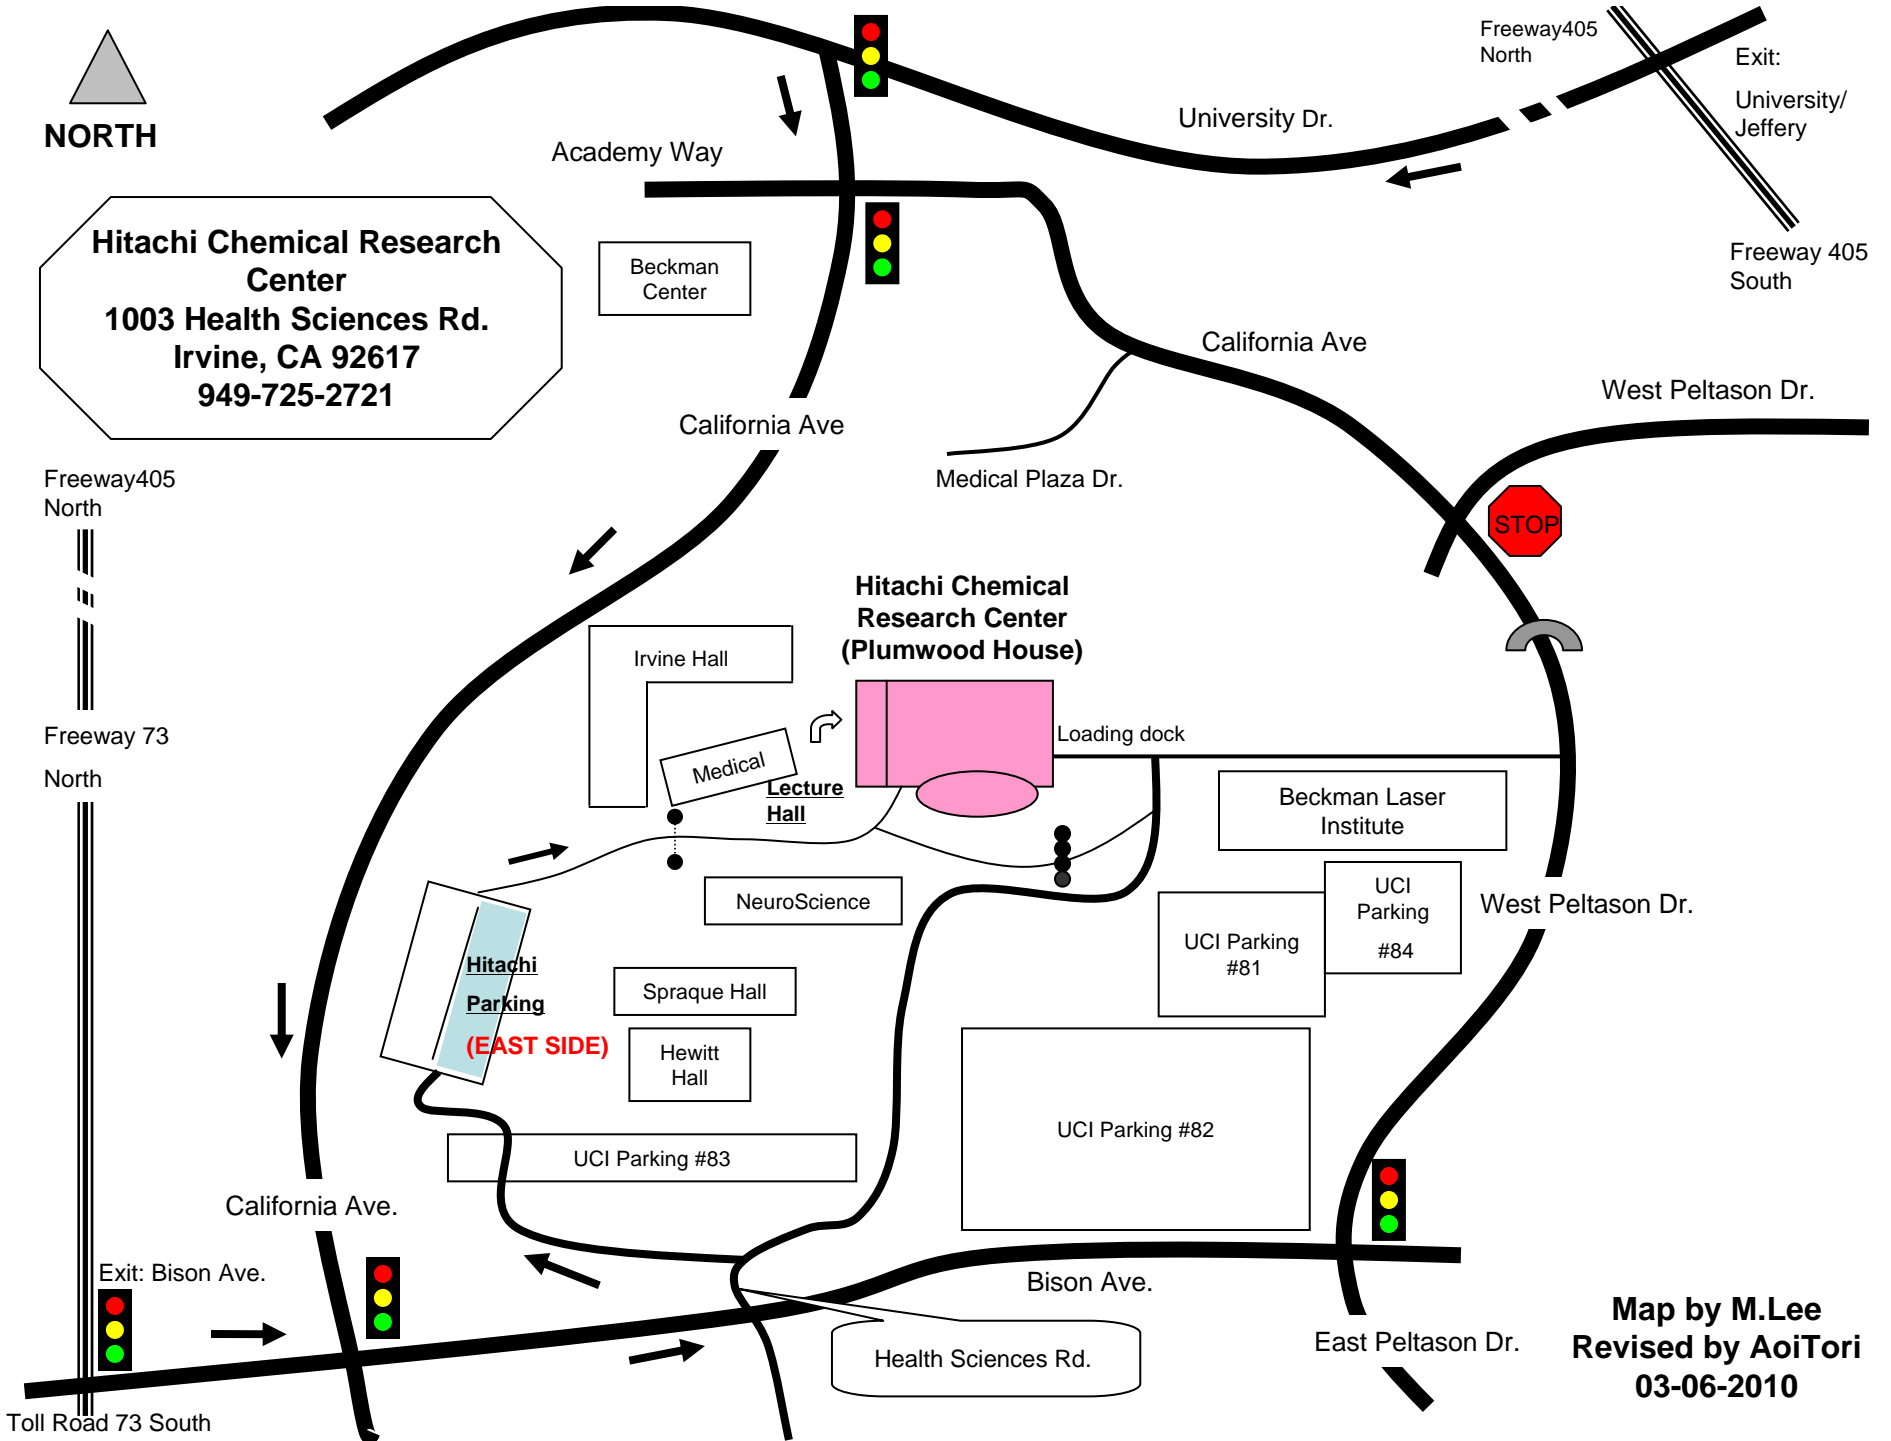 Freeway405
North
Exit:
University/
Jeffery
University Dr.
NORTH
Academy Way
Hitachi Chemical Research
Center
1003 Health Sciences Rd.
Irvine, CA 92617
949-725-2721
Beckman
Center
Freeway 405
South
California Ave
West Peltason Dr.
California Ave
Medical Plaza Dr.
Freeway405
North
STOP
Hitachi Chemical
Research Center
(Plumwood House)
Irvine Hall
Freeway 73
North
Loading dock
Medical
Lecture
Hall
Beckman Laser
Institute
NeuroScience
UCI
Parking
#84
West Peltason Dr.
UCI Parking
#81
Hitachi
Parking
(EAST SIDE)
Spraque Hall
Hewitt
Hall
UCI Parking #82
UCI Parking #83
California Ave.
Exit: Bison Ave.
Bison Ave.
Health Sciences Rd.
East Peltason Dr.
Map by M.Lee
Revised by AoiTori
03-06-2010
Toll Road 73 South